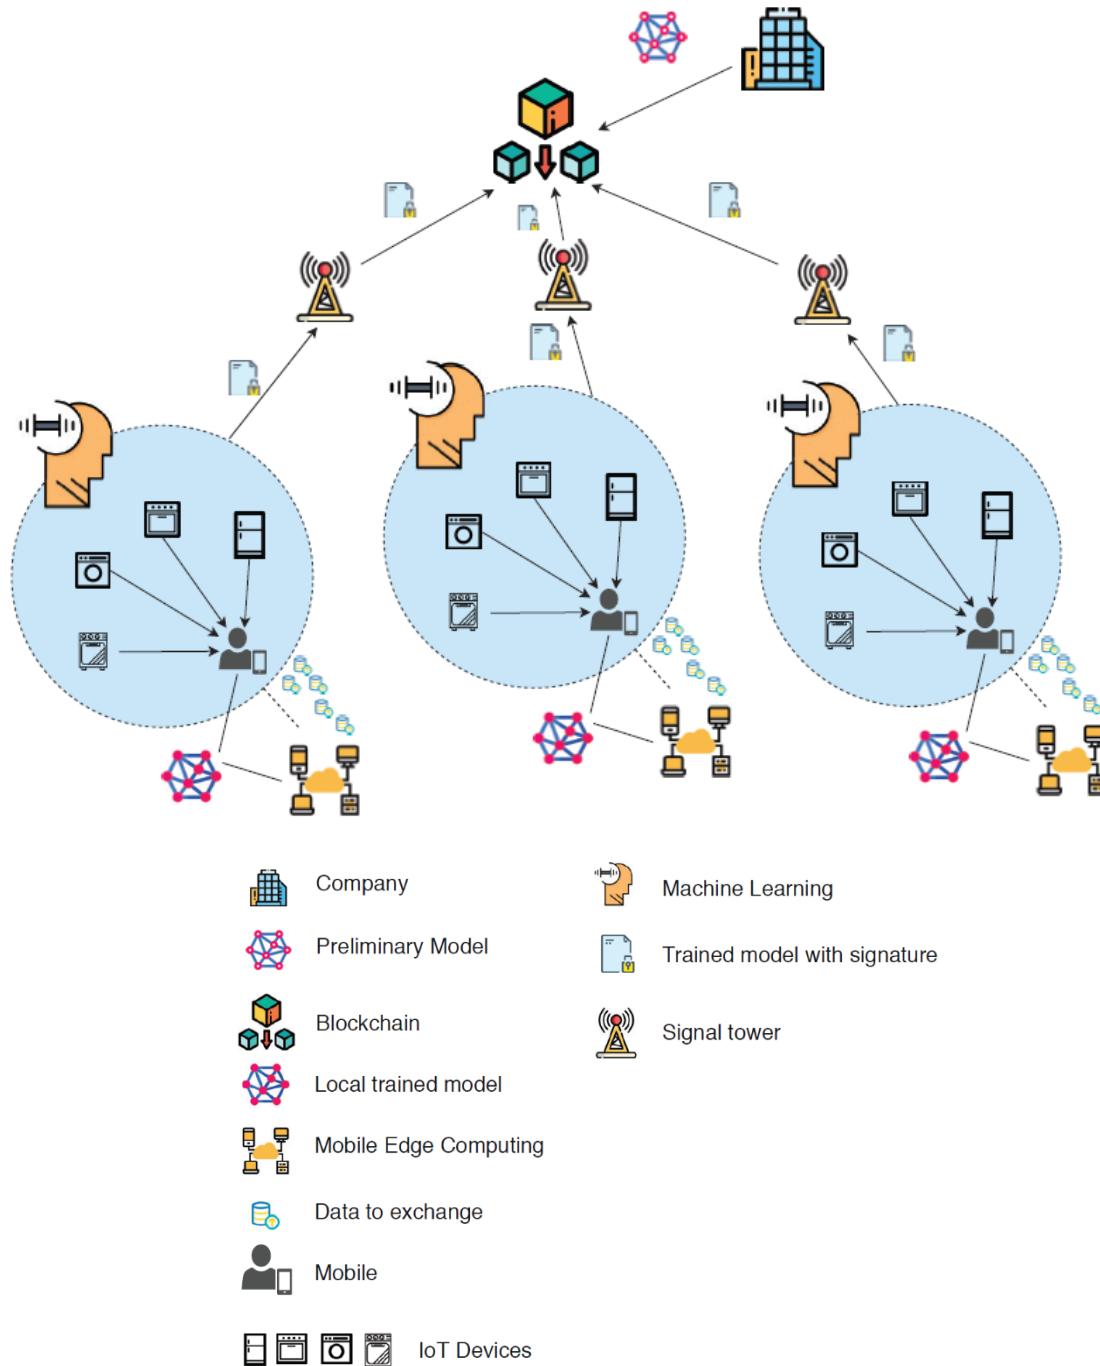 Company
Machine Learning
Preliminary Model
Trained model with signature
Blockchain
Signal tower
Local trained model
Mobile Edge Computing
Data to exchange
Mobile
IoT Devices